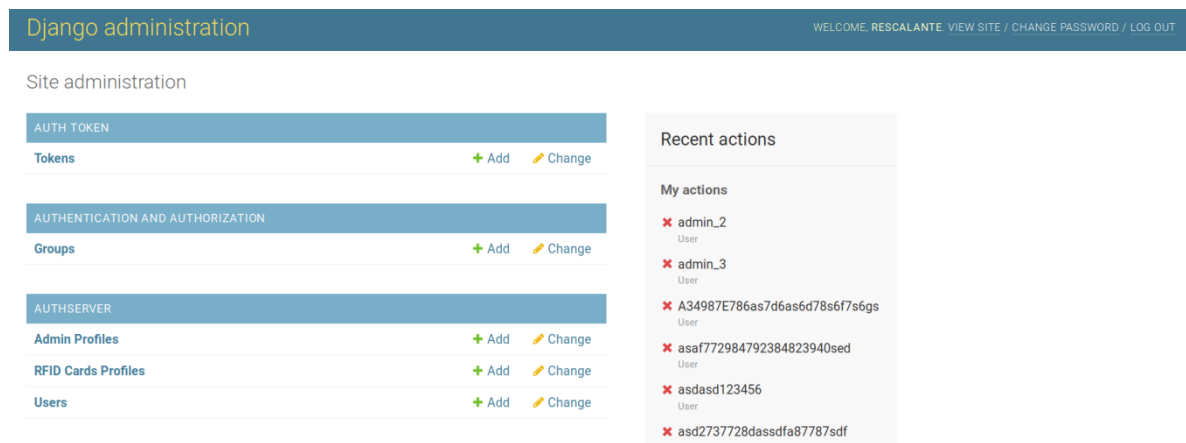 Django administration
WELCOME, RESCALANTE. VIEW SITE / CHANGE PASSWORD / LOG OUT
Site administration
AUTH TOKEN
Tokens + Add Change
AUTHENTICATION AND AUTHORIZATION
Groups + Add Change
AUTHSERVER
Admin Profiles + Add Change
RFID Cards Profiles + Add Change
Users + Add Change
Recent actions
My actions
admin_2
User
admin_3
User
A34987E786as7d6as6d78s6f7s6gs
User
asaf772984792384823940sed
User
asdasd123456
User
asd2737728dassdfa87787sdf